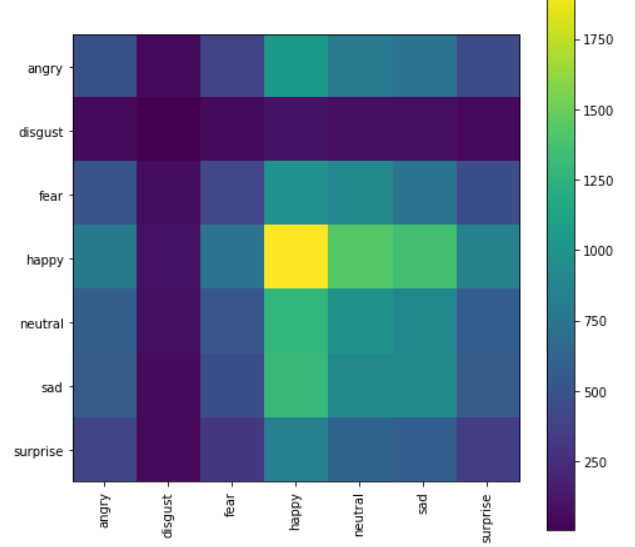 angry
disgust
fear
happy
neutral
sad
surprise
angry
disgust
fear
happy
neutral
sad
surprise
1750
1500
1250
1000
750
500
250